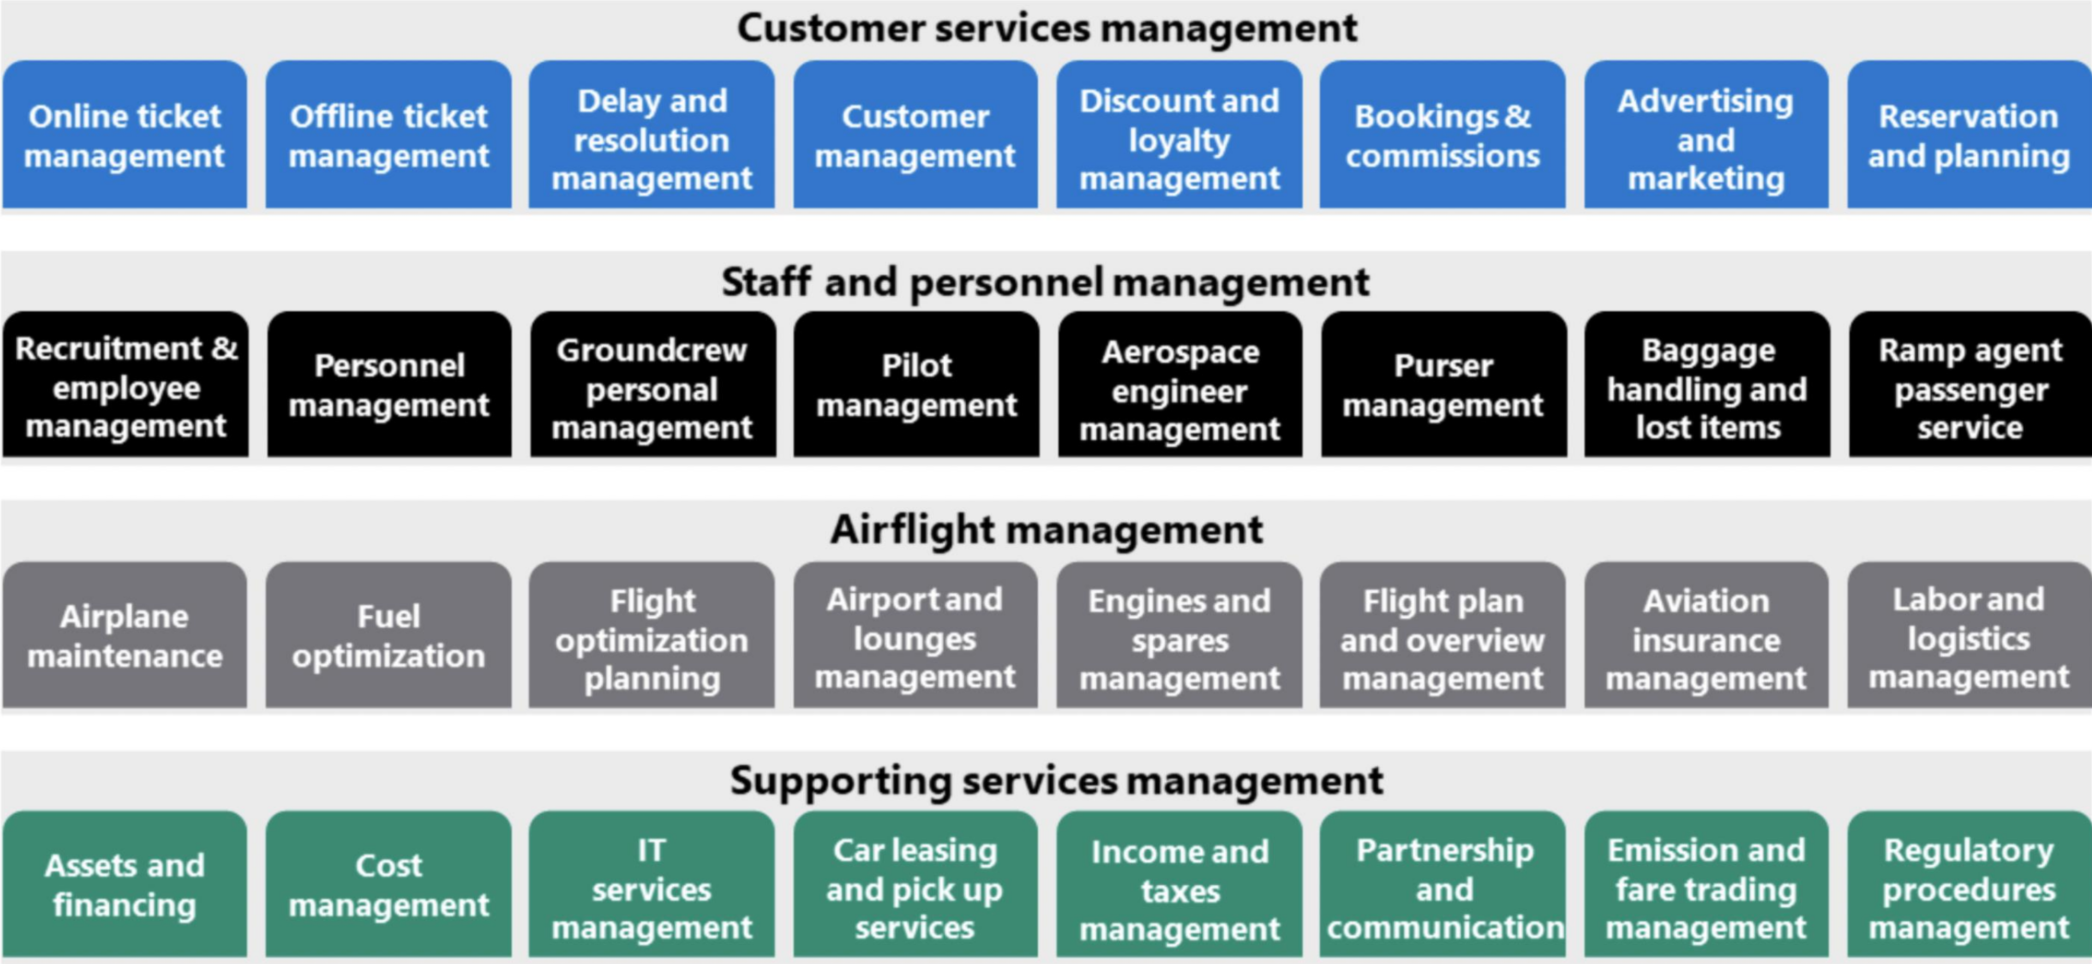 Customer services management
Online ticket
management
Offline ticket
management
Delay and
resolution
management
Customer
management
Discount and
loyalty
management
Bookings &
commissions
Advertising
and
marketing
Reservation
and planning
Staff and personnel management
Recruitment &
employee
management
Personnel
management
Groundcrew
personal
management
Pilot
management
Aerospace
engineer
management
Purser
management
Baggage
handling and
lost items
Ramp agent
passenger
service
Airflight management
Airplane
maintenance
Fuel
optimization
Flight
optimization
planning
Airport and
lounges
management
Engines and
spares
management
Flight plan
and overview
management
Aviation
insurance
management
Labor and
logistics
management
Supporting services management
Assets and
financing
Cost
management
IT
services
management
Car leasing
and pick up
services
Income and
taxes
management
Partnership
and
communication
Emission and
fare trading
management
Regulatory
procedures
management